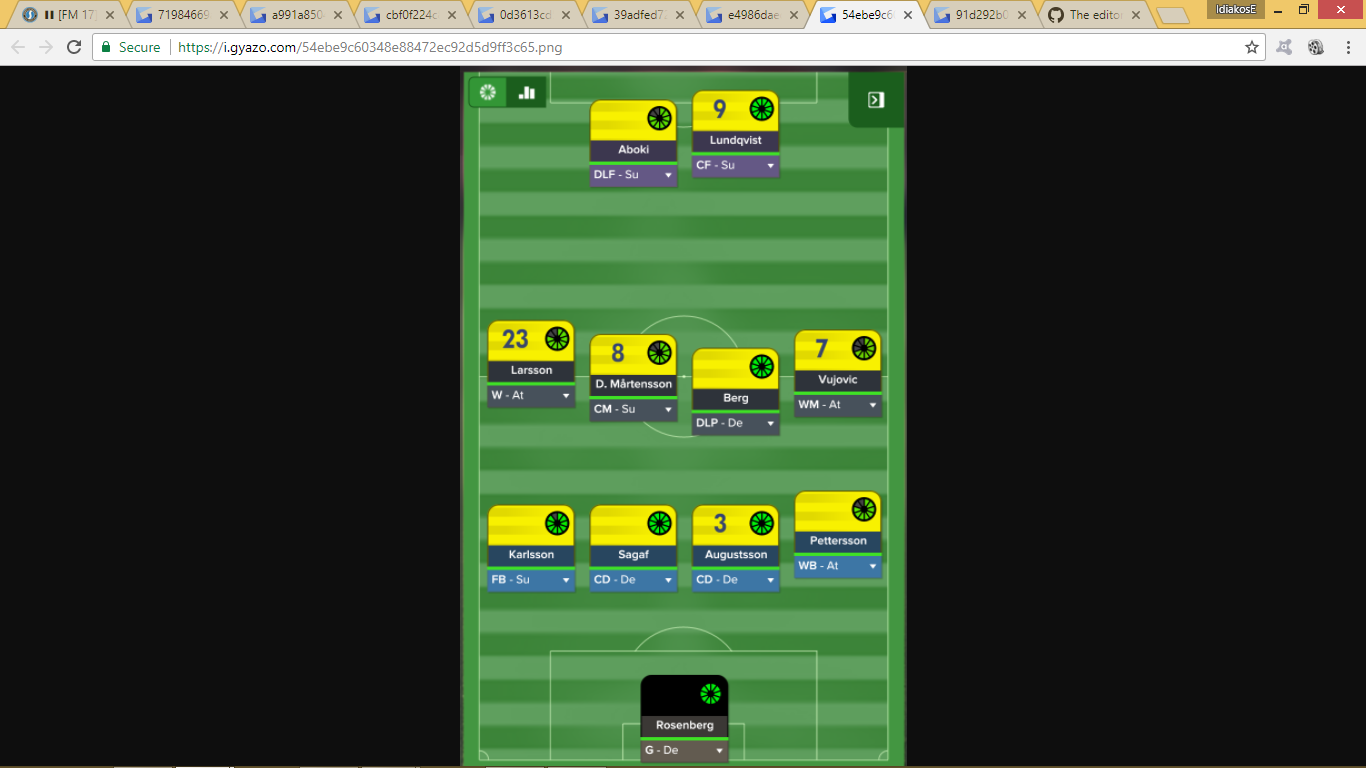 [FM 17]
71984669
a991a850
cbf0f224c
0d3613cd
39adfed7
e4986dae
54ebe9c6
91d292b0
The edito
IdiakosE
Secure
https://i.gyazo.com/54ebe9c60348e88472ec92d5d9ff3c65.png
9
Aboki
Lundqvist
DLF - Su
CF - Su
23
8
7
Larsson
D. Mårtensson
Berg
Vujovic
W - At
CM - Su
DLP - De
WM - At
3
Karlsson
Sagaf
Augustsson
Pettersson
FB - Su
CD - De
CD - De
WB - At
Rosenberg
G - De